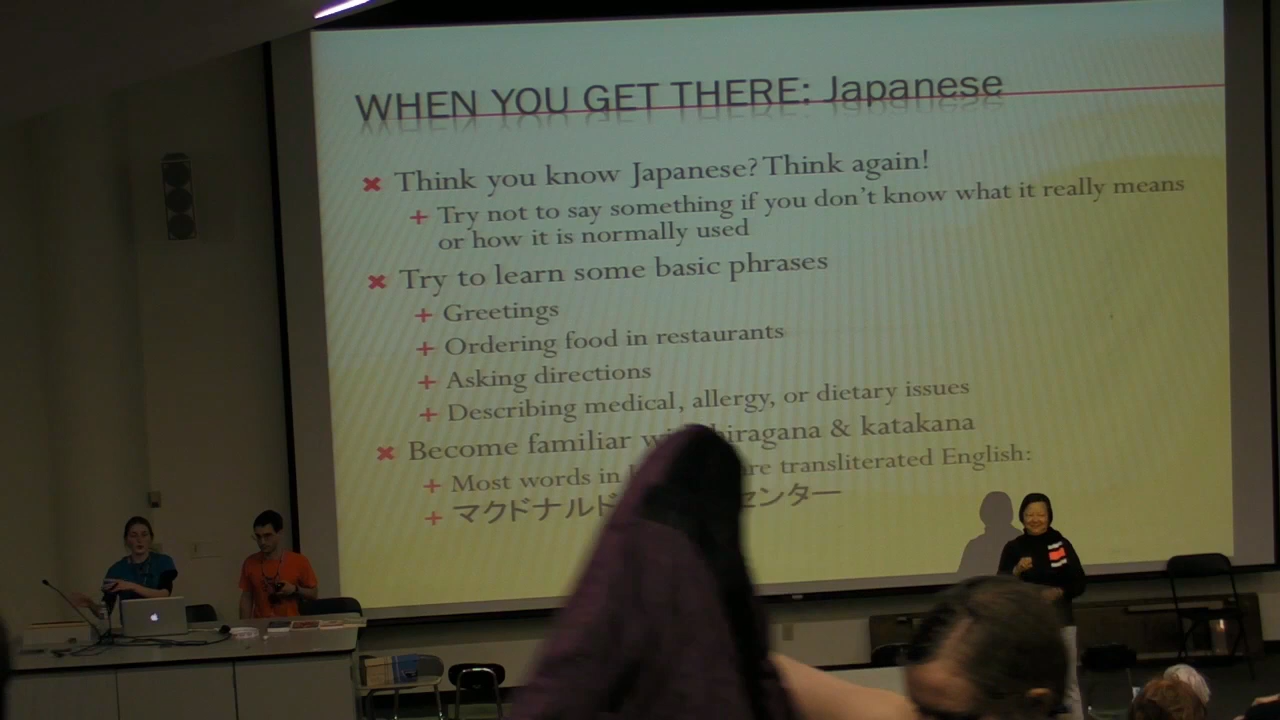 WHEN YOU GET THERE: Japanese
Think you know Japanese? Think again!
Try not to say something if you don't know what it really means
or how it is normally used
Try to learn some basic phrases
Greetings
Ordering food in restaurants
Asking directions
Describing medical, allergy, or dietary issues
Become familiar hiragana & katakana
Most words in are transliterated English:
マクドナルド センター